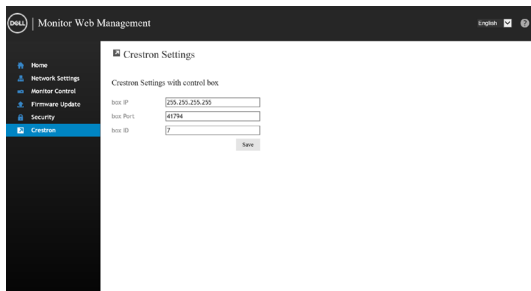 DELL | Monitor Web Management
English
?
Home
Network Settings
Monitor Control
Firmware Update
Security
Crestron
Crestron Settings
Crestron Settings with control box
box IP 255.255.255.255
box Port 41794
box ID 7
Save